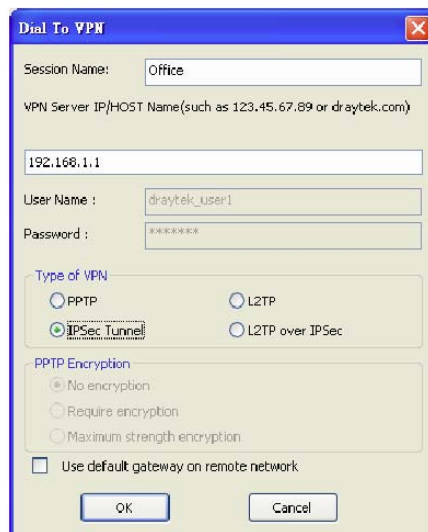 Dial To VPN
Session Name: Office
VPN Server IP/HOST Name(such as 123.45.67.89 or draytek.com)
192.168.1.1
User Name : draytek_user1
Password : *******
Type of VPN
PPTP L2TP
IPSec Tunnel L2TP over IPSec
PPTP Encryption
No encryption
Require encryption
Maximum strength encryption
Use default gateway on remote network
OK Cancel